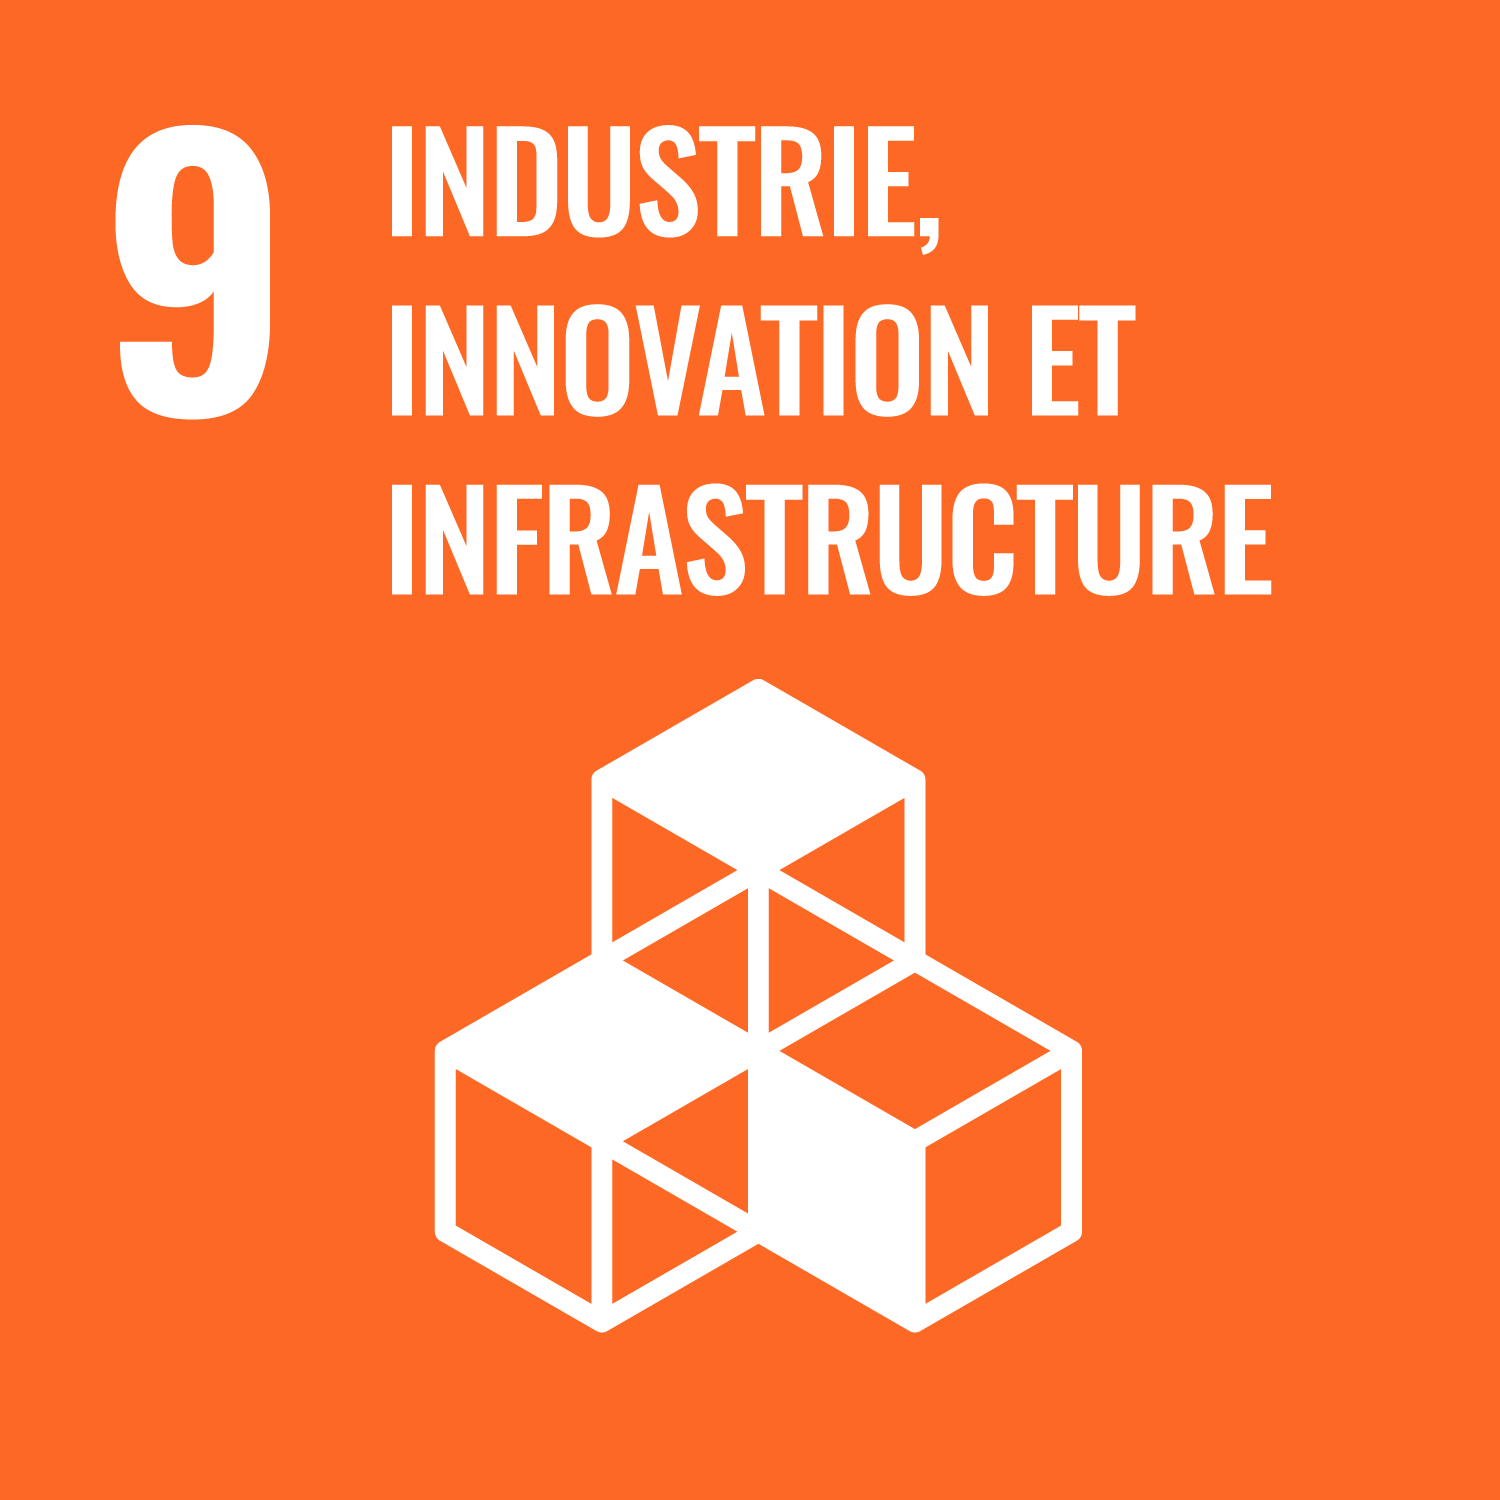 9
INDUSTRIE,
INNOVATION ET
INFRASTRUCTURE